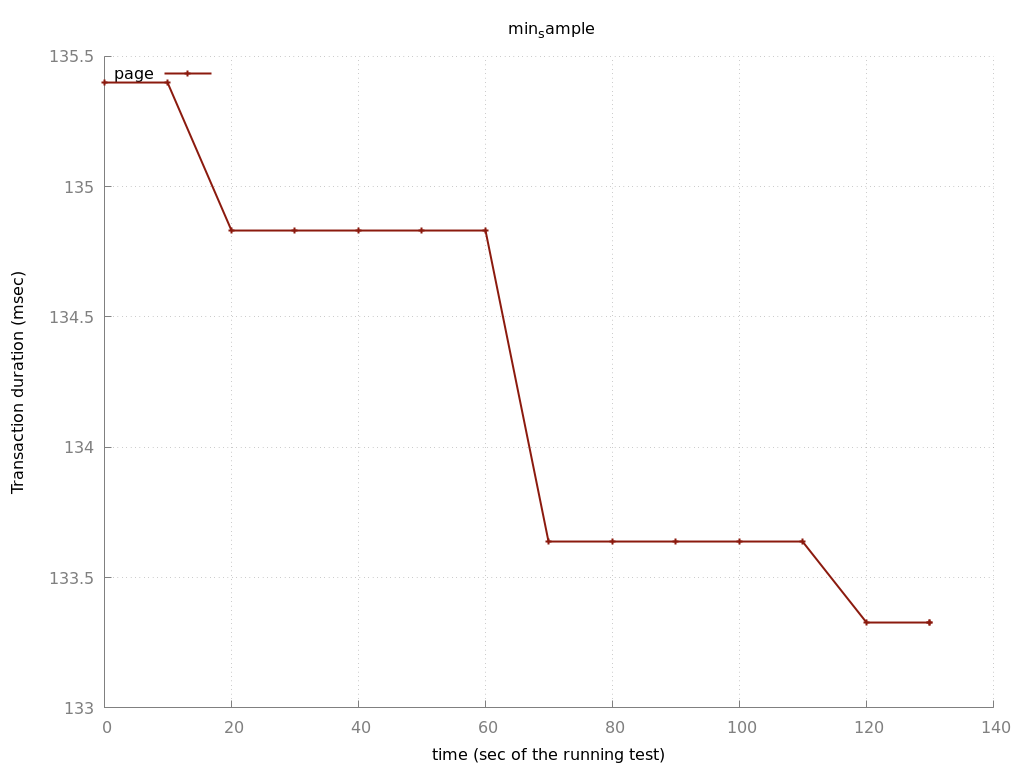 min_sample
135.5
page
135
134.5
134
133.5
133
Transaction duration (msec)
0 20 40 60 80 100 120 140
time (sec of the running test)